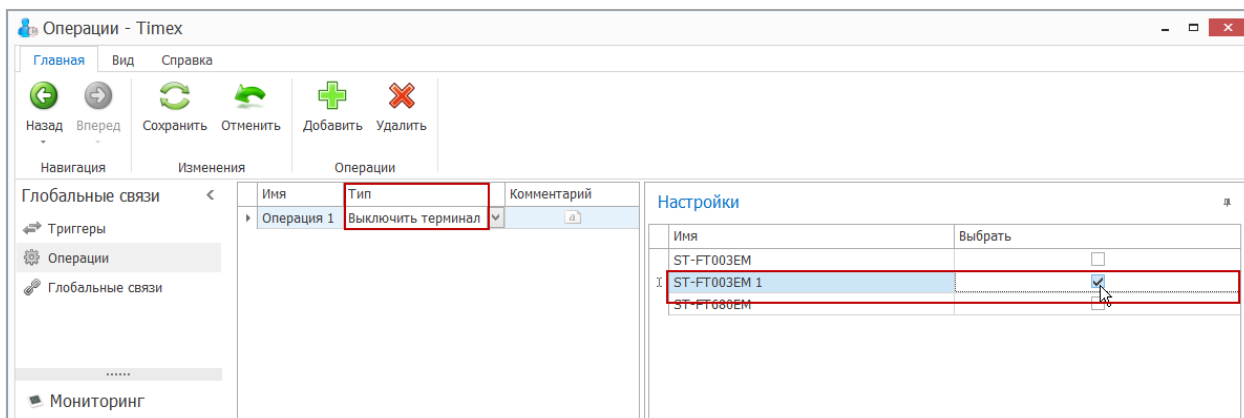 Операции - Timex
Главная Вид Справка
Назад Вперед Сохранить Отменить Добавить Удалить
Навигация Изменения Операции
Глобальные связи
Триггеры
Операции
Глобальные связи
Мониторинг
Имя Тип Комментарий
Операция 1 Выключить терминал a
Настройки
Имя Выбрать
ST-FT003EM
ST-FT003EM 1
ST-FT680EM